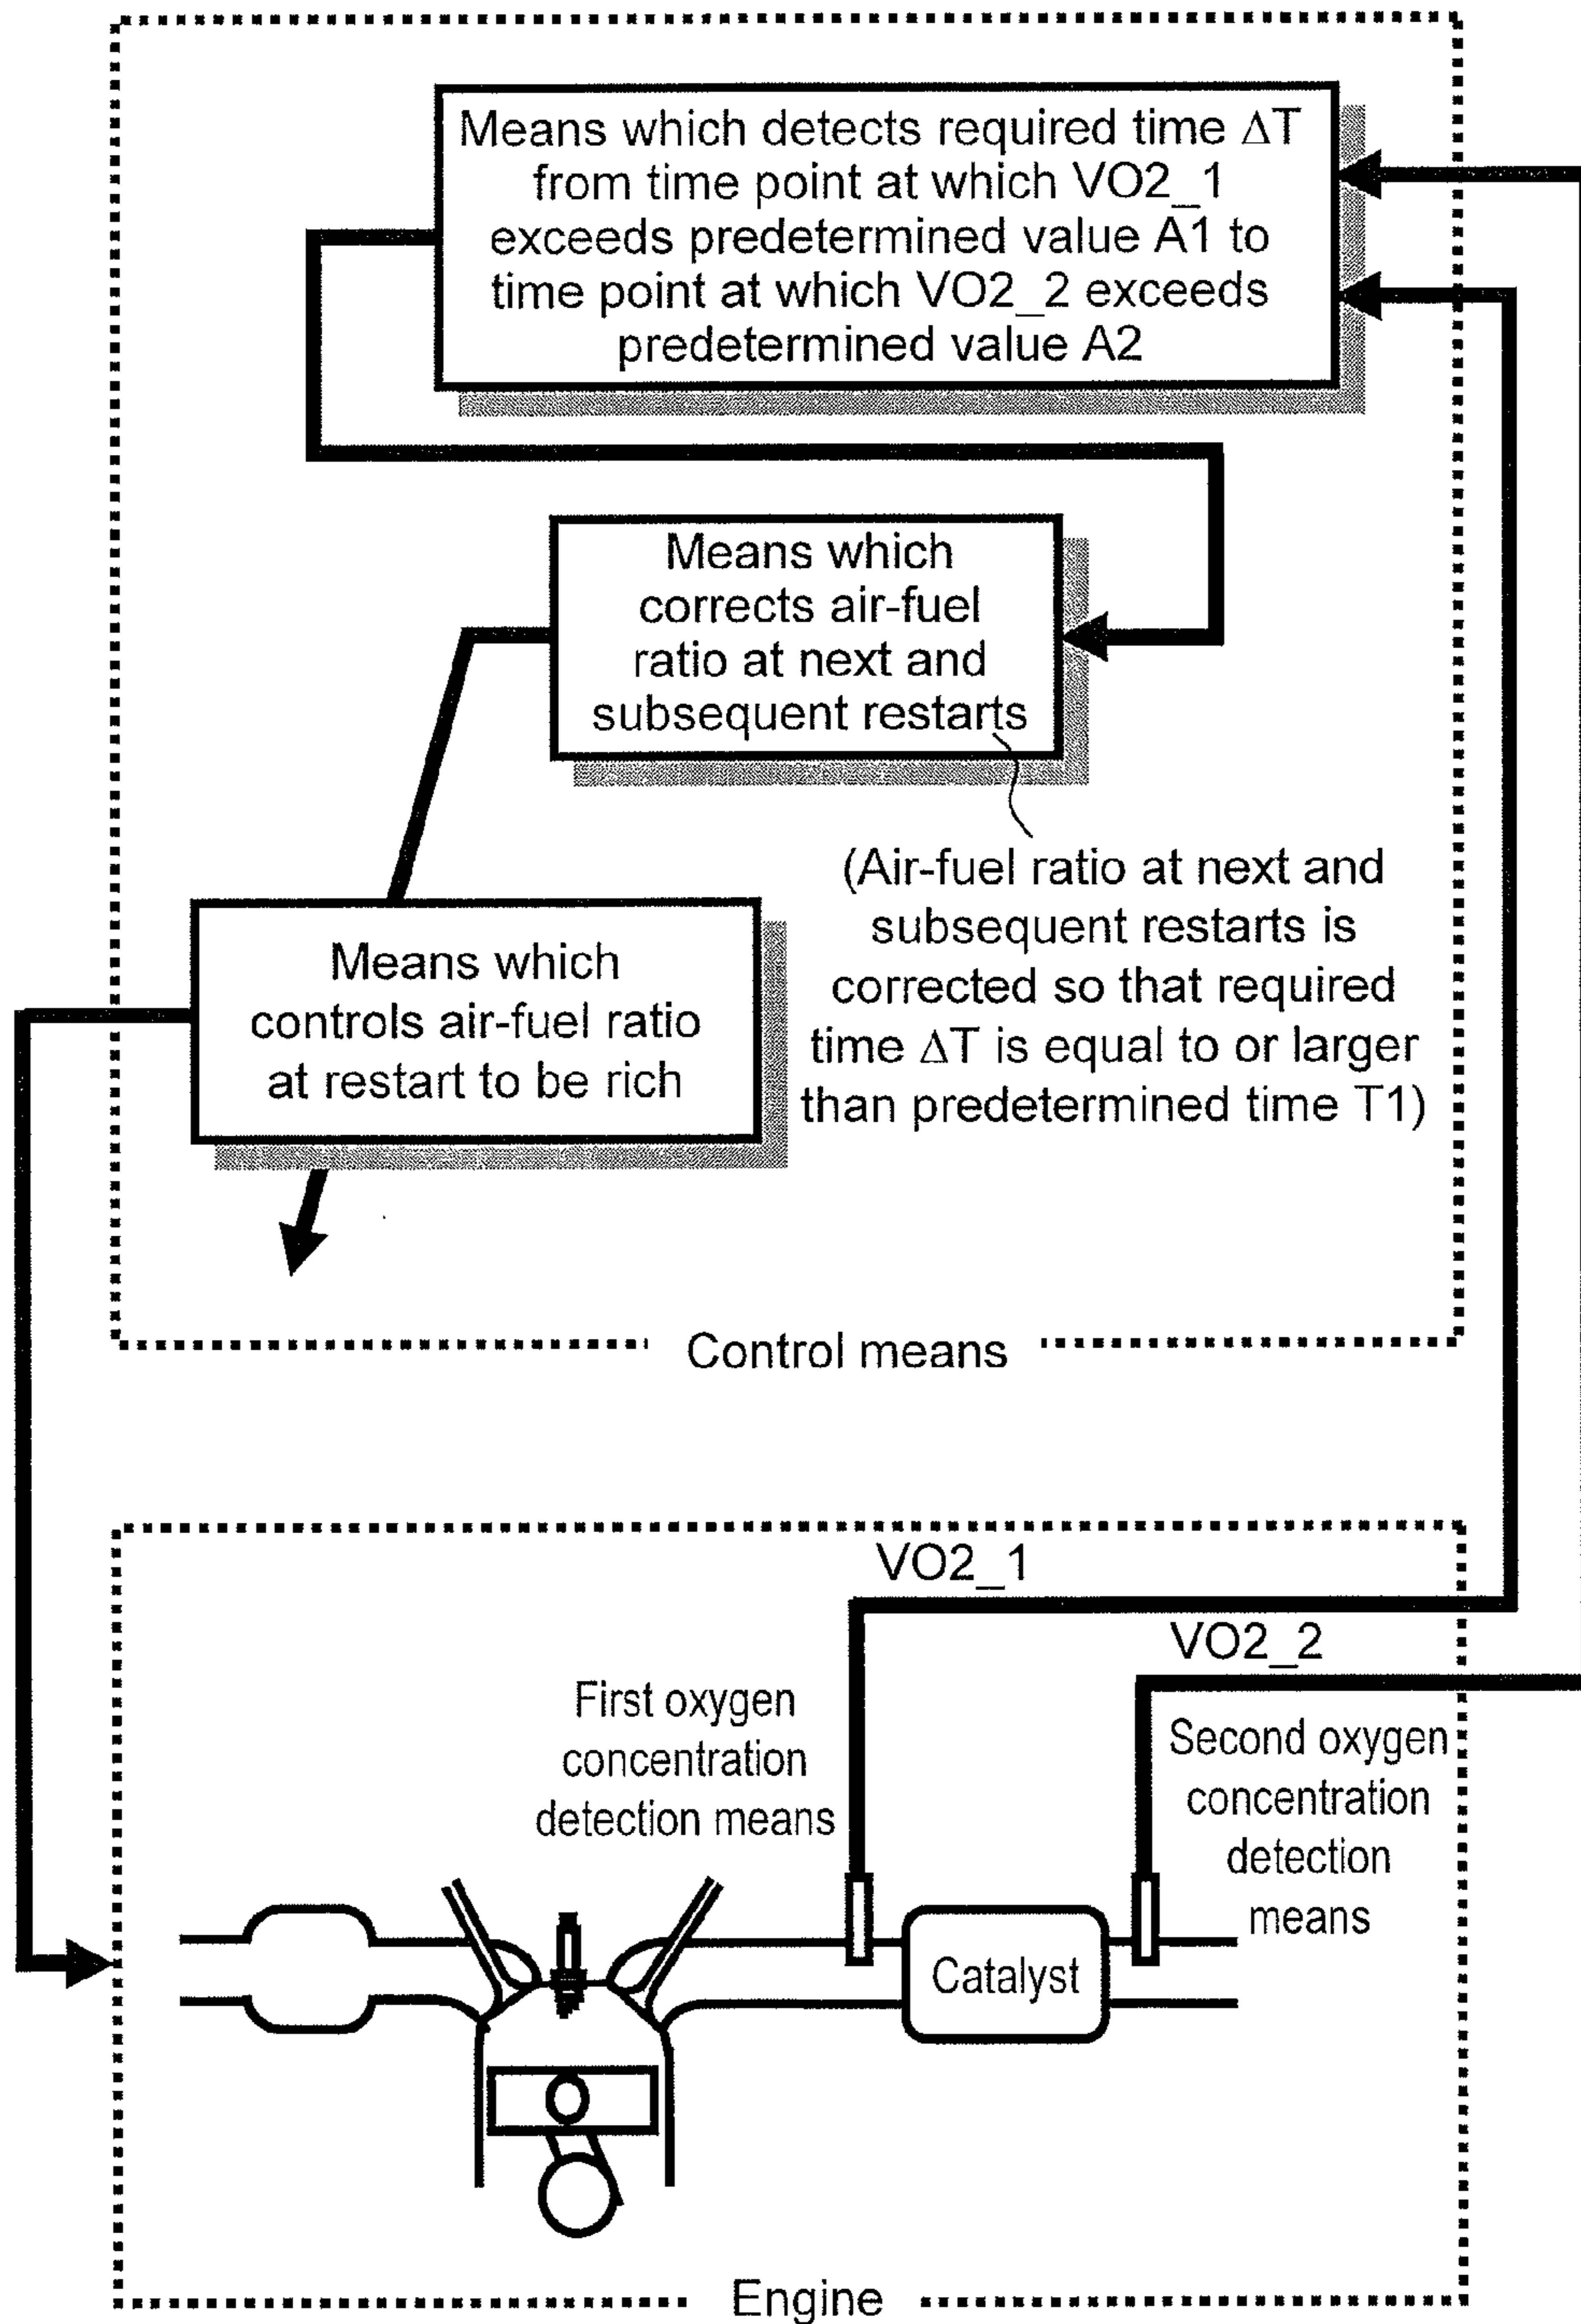 Means which detects required time ΔT
from time point at which VO2_1
exceeds predetermined value A1 to
time point at which VO2_2 exceeds
predetermined value A2
Means which
corrects air-fuel
ratio at next and
subsequent restarts
(Air-fuel ratio at next and
subsequent restarts is
corrected so that required
time ΔT is equal to or larger
than predetermined time T1)
Means which
controls air-fuel ratio
at restart to be rich
Control means
VO2_1
VO2_2
First oxygen
concentration
detection means
Second oxygen
concentration
detection
means
Catalyst
Engine